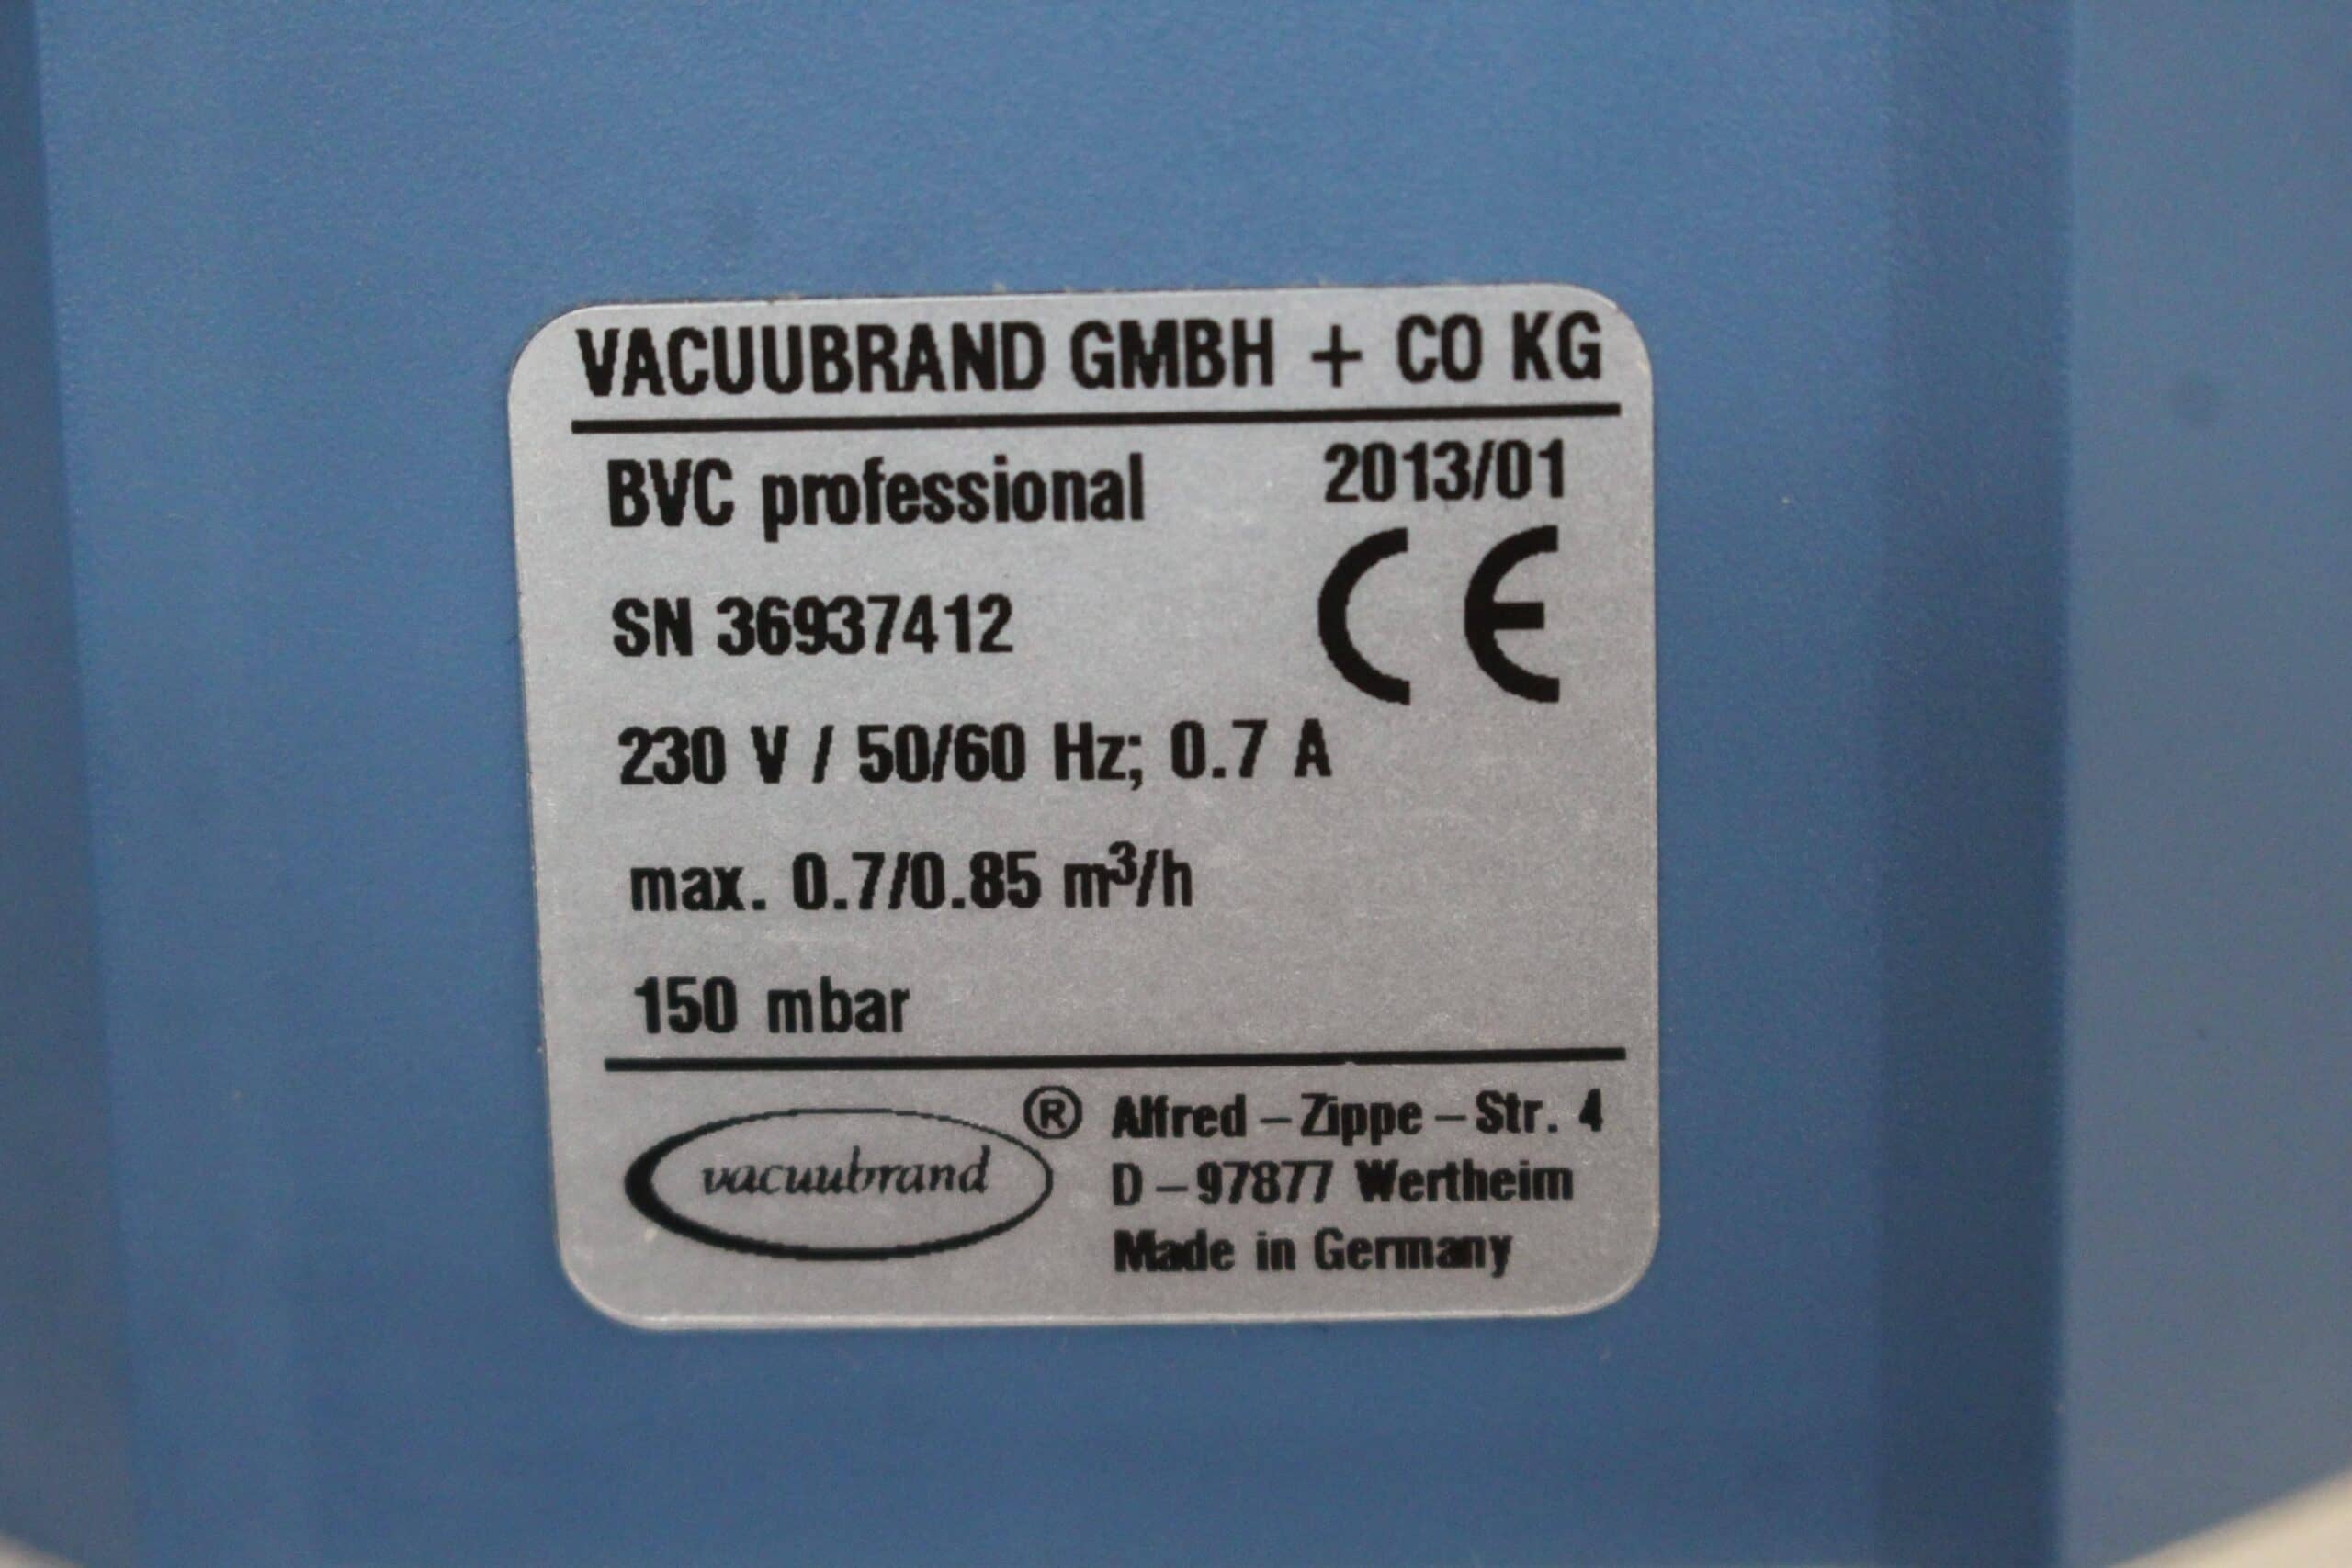 VACUUBRAND GMBH + CO KG
BVC professional 2013/01
SN 36937412 CE
230 V / 50/60 Hz; 0.7 A
max. 0.7/0.85 m³/h
150 mbar
vacuubrand ® Alfred – Zippe – Str. 4
D – 97877 Wertheim
Made in Germany